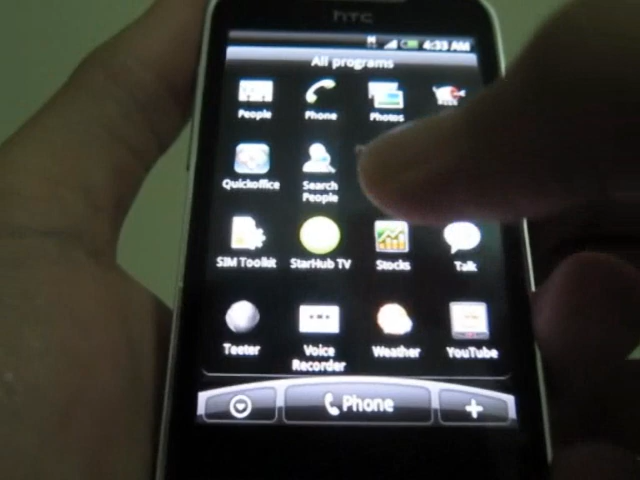 hTC
4:33 AM
All programs
People Phone Photos
Quickoffice Search People
SIM Toolkit StarHub TV Stocks Talk
Teeter Voice Recorder Weather YouTube
Phone